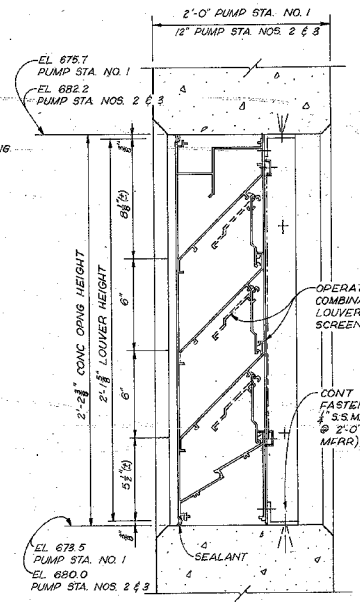 2'-0" PUMP STA. NO. 1
12" PUMP STA. NOS. 2 & 3
EL 675.7
PUMP STA. NO. 1
EL 682.2
PUMP STA. NOS. 2 & 3
16
2'-2 3/8" CONC OPNG HEIGHT
2'-1 5/8" LOUVER HEIGHT
8 1/8"(±)
6"
6"
5 1/2"(±)
OPERAT
COMBINA
LOUVER
SCREEN
CONT
FASTEN
S.S.M
@ 2'-0"
MFRR)
SEALANT
EL 673.5
PUMP STA. NO. 1
EL 680.0
PUMP STA. NOS. 2 & 3